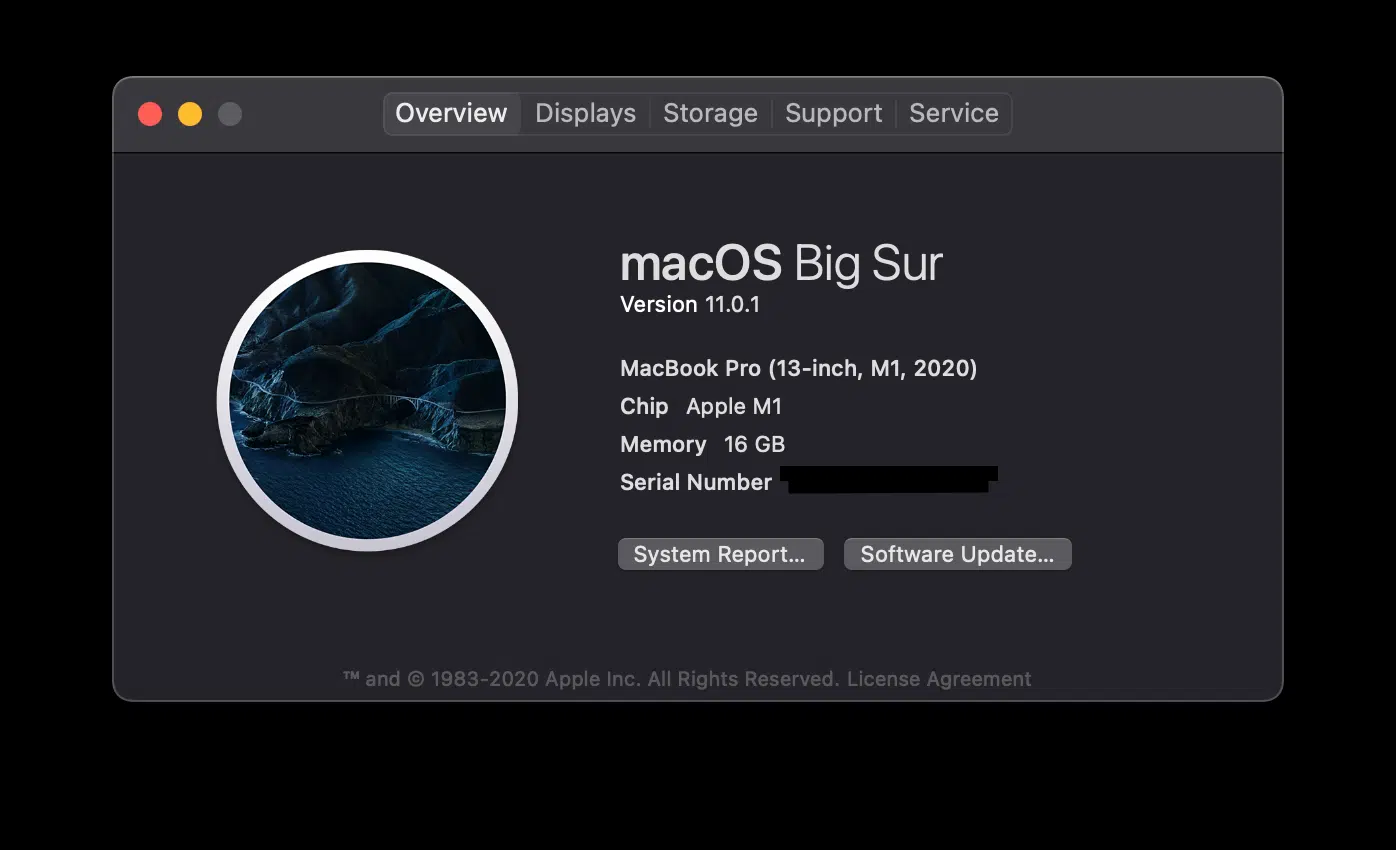 Overview Displays Storage Support Service
macOS Big Sur
Version 11.0.1
MacBook Pro (13-inch, M1, 2020)
Chip Apple M1
Memory 16 GB
Serial Number
System Report... Software Update...
™ and © 1983-2020 Apple Inc. All Rights Reserved. License Agreement